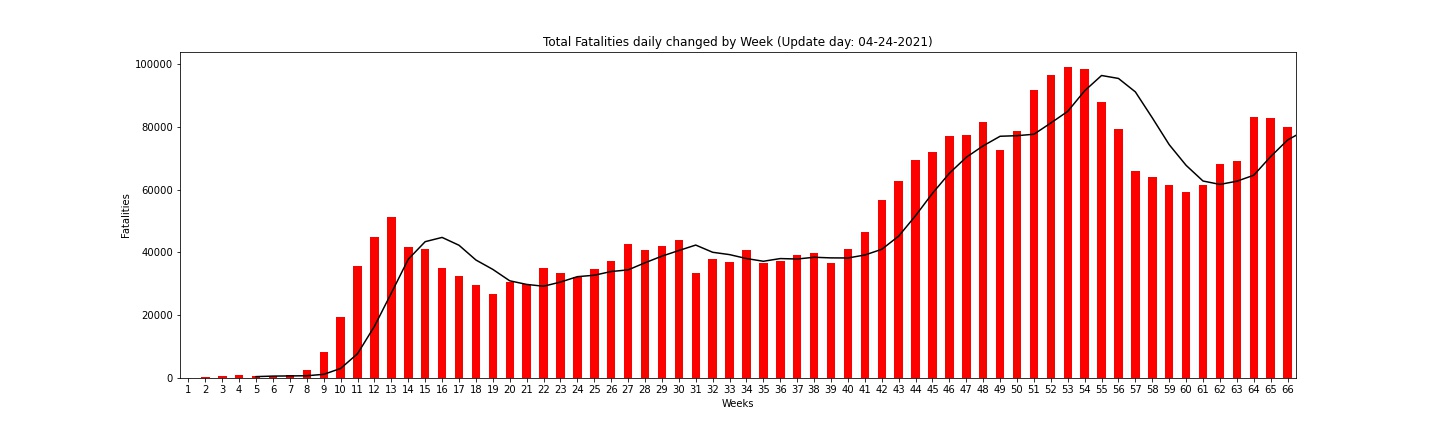 Total Fatalities daily changed by Week (Update day: 04-24-2021)
100000
80000
60000
40000
20000
0
Fatalities
1 2 3 4 5 6 7 8 9 10 11 12 13 14 15 16 17 18 19 20 21 22 23 24 25 26 27 28 29 30 31 32 33 34 35 36 37 38 39 40 41 42 43 44 45 46 47 48 49 50 51 52 53 54 55 56 57 58 59 60 61 62 63 64 65 66
Weeks